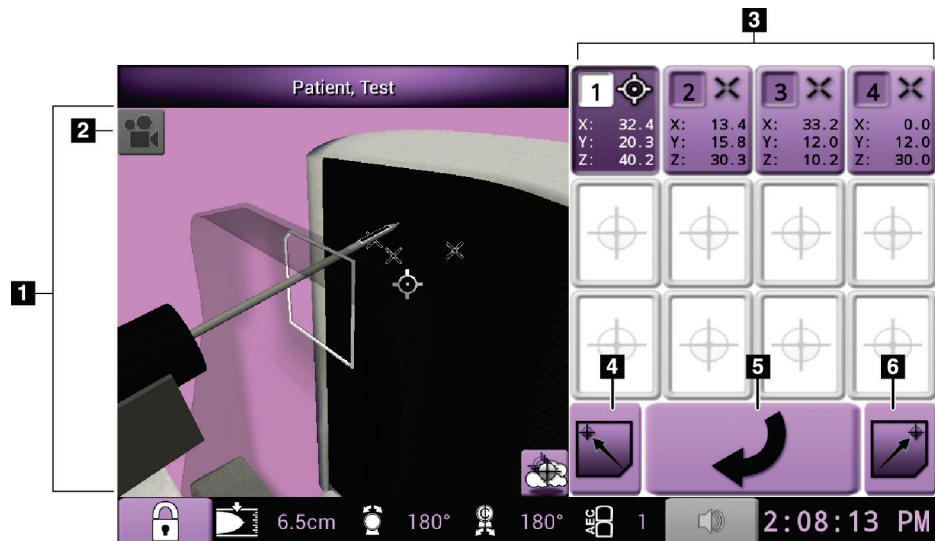 3
Patient, Test
1 2 3 4
X: 32.4 X: 13.4 X: 33.2 X: 0.0
Y: 20.3 Y: 15.8 Y: 12.0 Y: 12.0
Z: 40.2 Z: 30.3 Z: 10.2 Z: 30.0
2
1
4 5 6
6.5cm 180° C 180° AEC 1 2:08:13 PM